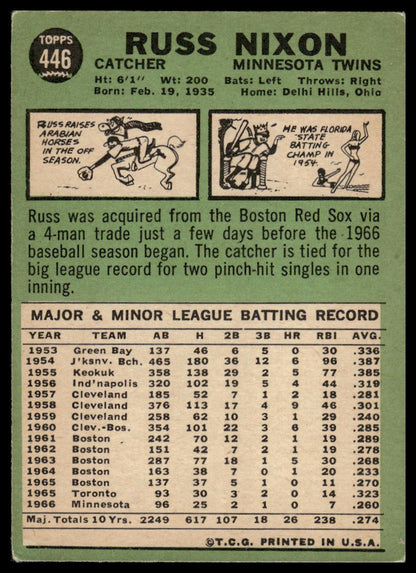 TOPPS
446
RUSS NIXON
CATCHER MINNESOTA TWINS
Ht: 6'1" Wt: 200 Bats: Left Throws: Right
Born: Feb. 19, 1935 Home: Delhi Hills, Ohio
RUSS RAISES
ARABIAN
HORSES
IN THE OFF
SEASON.
HE WAS FLORIDA
STATE
BATTING
CHAMP IN
1954.
Russ was acquired from the Boston Red Sox via
a 4-man trade just a few days before the 1966
baseball season began. The catcher is tied for the
big league record for two pinch-hit singles in one
inning.
MAJOR & MINOR LEAGUE BATTING RECORD
YEAR TEAM AB H 2B 3B HR RBI AVG.
1953 Green Bay 137 46 6 5 0 30 .336
1954 J'ksnv. Bch. 465 180 36 12 6 96 .387
1955 Keokuk 358 138 29 2 5 77 .385
1956 Ind'napolis 320 102 19 5 4 44 .319
1957 Cleveland 185 52 7 1 2 18 .281
1958 Cleveland 376 113 17 4 9 46 .301
1959 Cleveland 258 62 10 3 1 29 .240
1960 Clev.-Bos. 354 101 22 3 6 39 .285
1961 Boston 242 70 12 2 1 19 .289
1962 Boston 151 42 7 2 1 19 .278
1963 Boston 287 77 18 1 5 30 .268
1964 Boston 163 38 7 0 1 20 .233
1965 Boston 137 37 5 1 0 11 .270
1965 Toronto 93 30 3 2 0 14 .323
1966 Minnesota 96 25 2 1 0 7 .260
Maj. Totals 10 Yrs. 2249 617 107 18 26 238 .274
©T.C.G. PRINTED IN U.S.A.